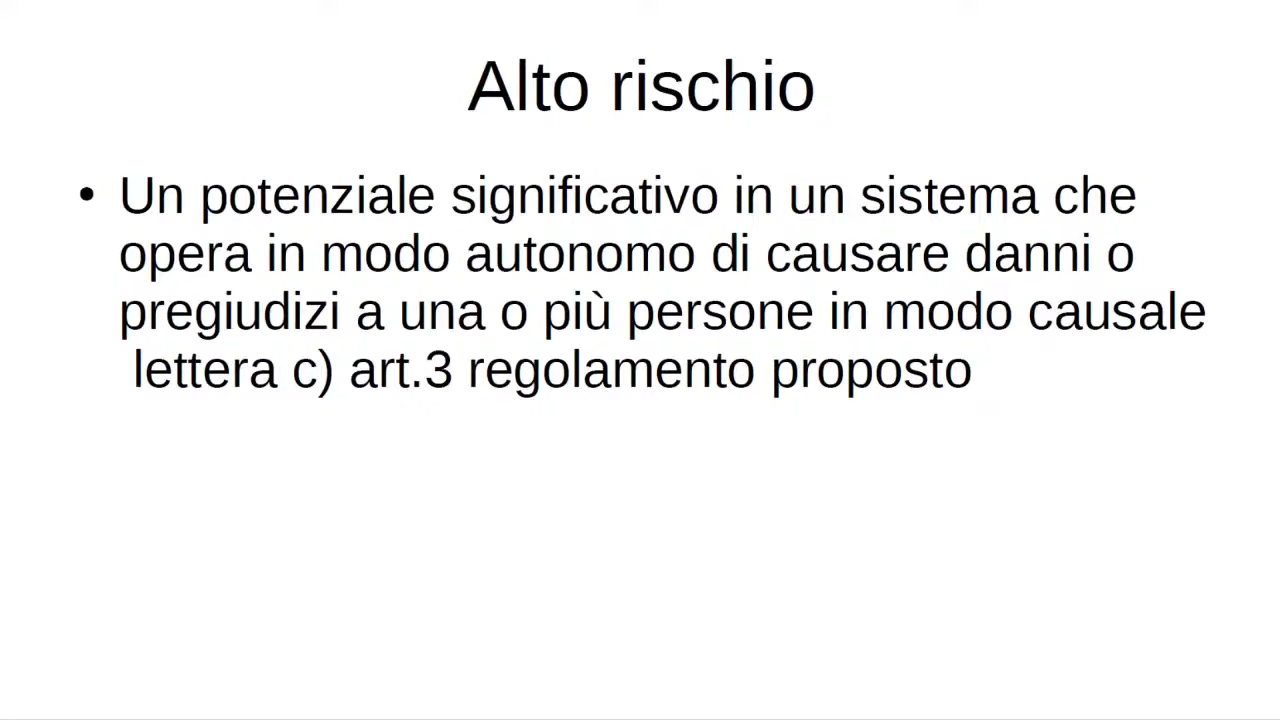 Alto rischio
• Un potenziale significativo in un sistema che
opera in modo autonomo di causare danni o
pregiudizi a una o più persone in modo causale
lettera c) art.3 regolamento proposto